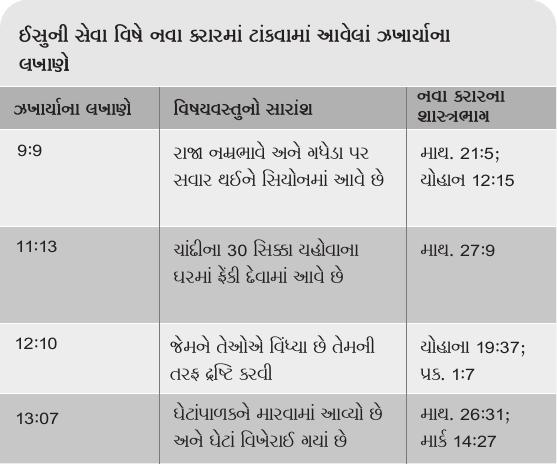 ઈસુની સેવા વિષે નવા કરારમાં ટાંકવામાં આવેલાં ઝખાર્યાના
લખાણે
ઝખાર્યાના લખાણે
વિષયવસ્તુનો સારાંશ
નવા કરારના
શાસ્ત્રભાગ
9:9
રાજા નમ્રભાવે અને ગધેડા પર
સવાર થઈને સિયોનમાં આવે છે
માથ. 21:5;
યોહાન 12:15
11:13
ચાંદીના 30 સિક્કા યહોવાના
ઘરમાં ફેંકી દેવામાં આવે છે
માથ. 27:9
12:10
જેમને તેઓએ વિંધ્યા છે તેમની
તરફ દ્રષ્ટિ કરવી
યોહાના 19:37;
પ્રક. 1:7
13:07
ઘેટાંપાળકને મારવામાં આવ્યો છે
અને ઘેટાં વિખેરાઈ ગયાં છે
માથ. 26:31;
માર્ક 14:27